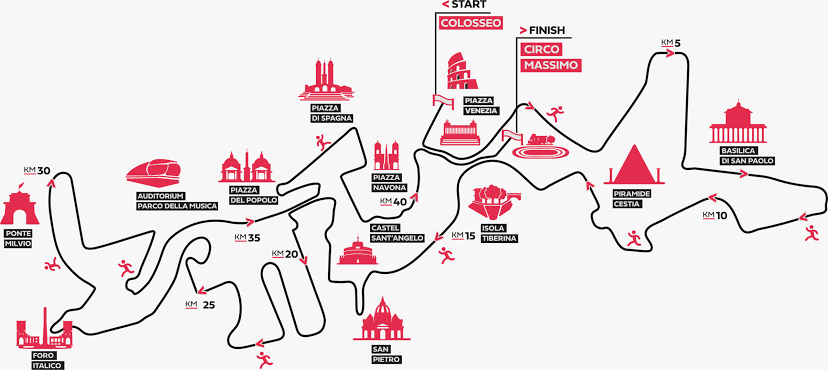 < START
COLOSSEO
> FINISH
CIRCO
MASSIMO
KM 5
PIAZZA
VENEZIA
PIAZZA
DI SPAGNA
BASILICA
DI SAN PAOLO
KM 30
AUDITORIUM
PARCO DELLA MUSICA
PIAZZA
DEL POPOLO
PIAZZA
NAVONA
KM 40
PIRAMIDE
CESTIA
KM 10
PONTE
MILVIO
KM 35
CASTEL
SANT'ANGELO
KM 15
ISOLA
TIBERINA
KM 20
KM 25
FORO
ITALICO
SAN
PIETRO